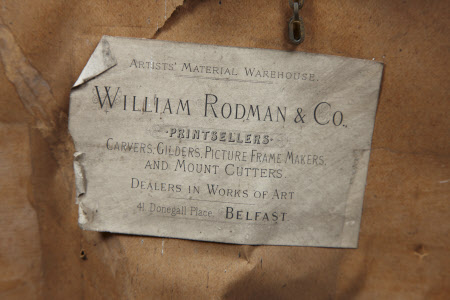 ARTISTS' MATERIAL WAREHOUSE.
WILLIAM RODMAN & Co.
·PRINTSELLERS·
CARVERS, GILDERS, PICTURE FRAME MAKERS,
AND MOUNT CUTTERS.
DEALERS IN WORKS OF ART
41 Donegall Place, BELFAST